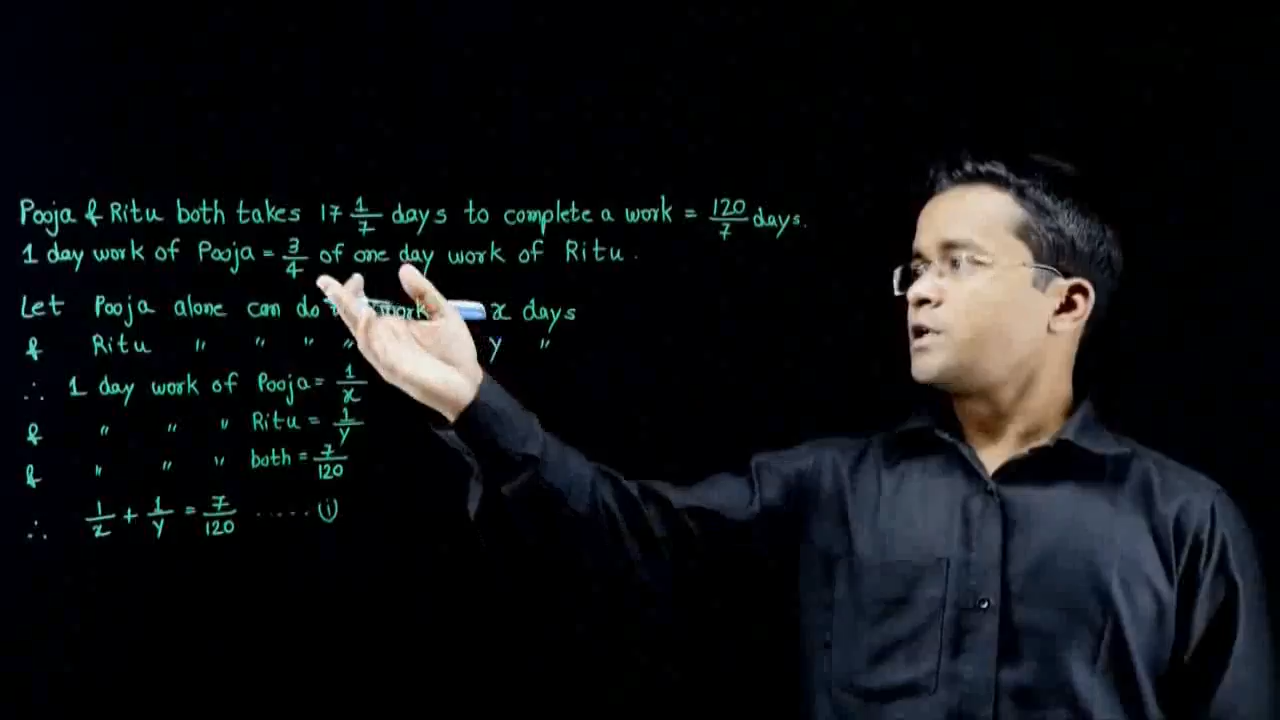 Pooja & Ritu both takes 17 1/7 days to complete a work = 120/7 days.
1 day work of Pooja = 3/4 of one day work of Ritu.
Let Pooja alone can do work x days
& Ritu " " " " y "
∴ 1 day work of Pooja = 1/x
& " " " Ritu = 1/y
& " " " both = 7/120
∴ 1/x + 1/y = 7/120 ..... (i)